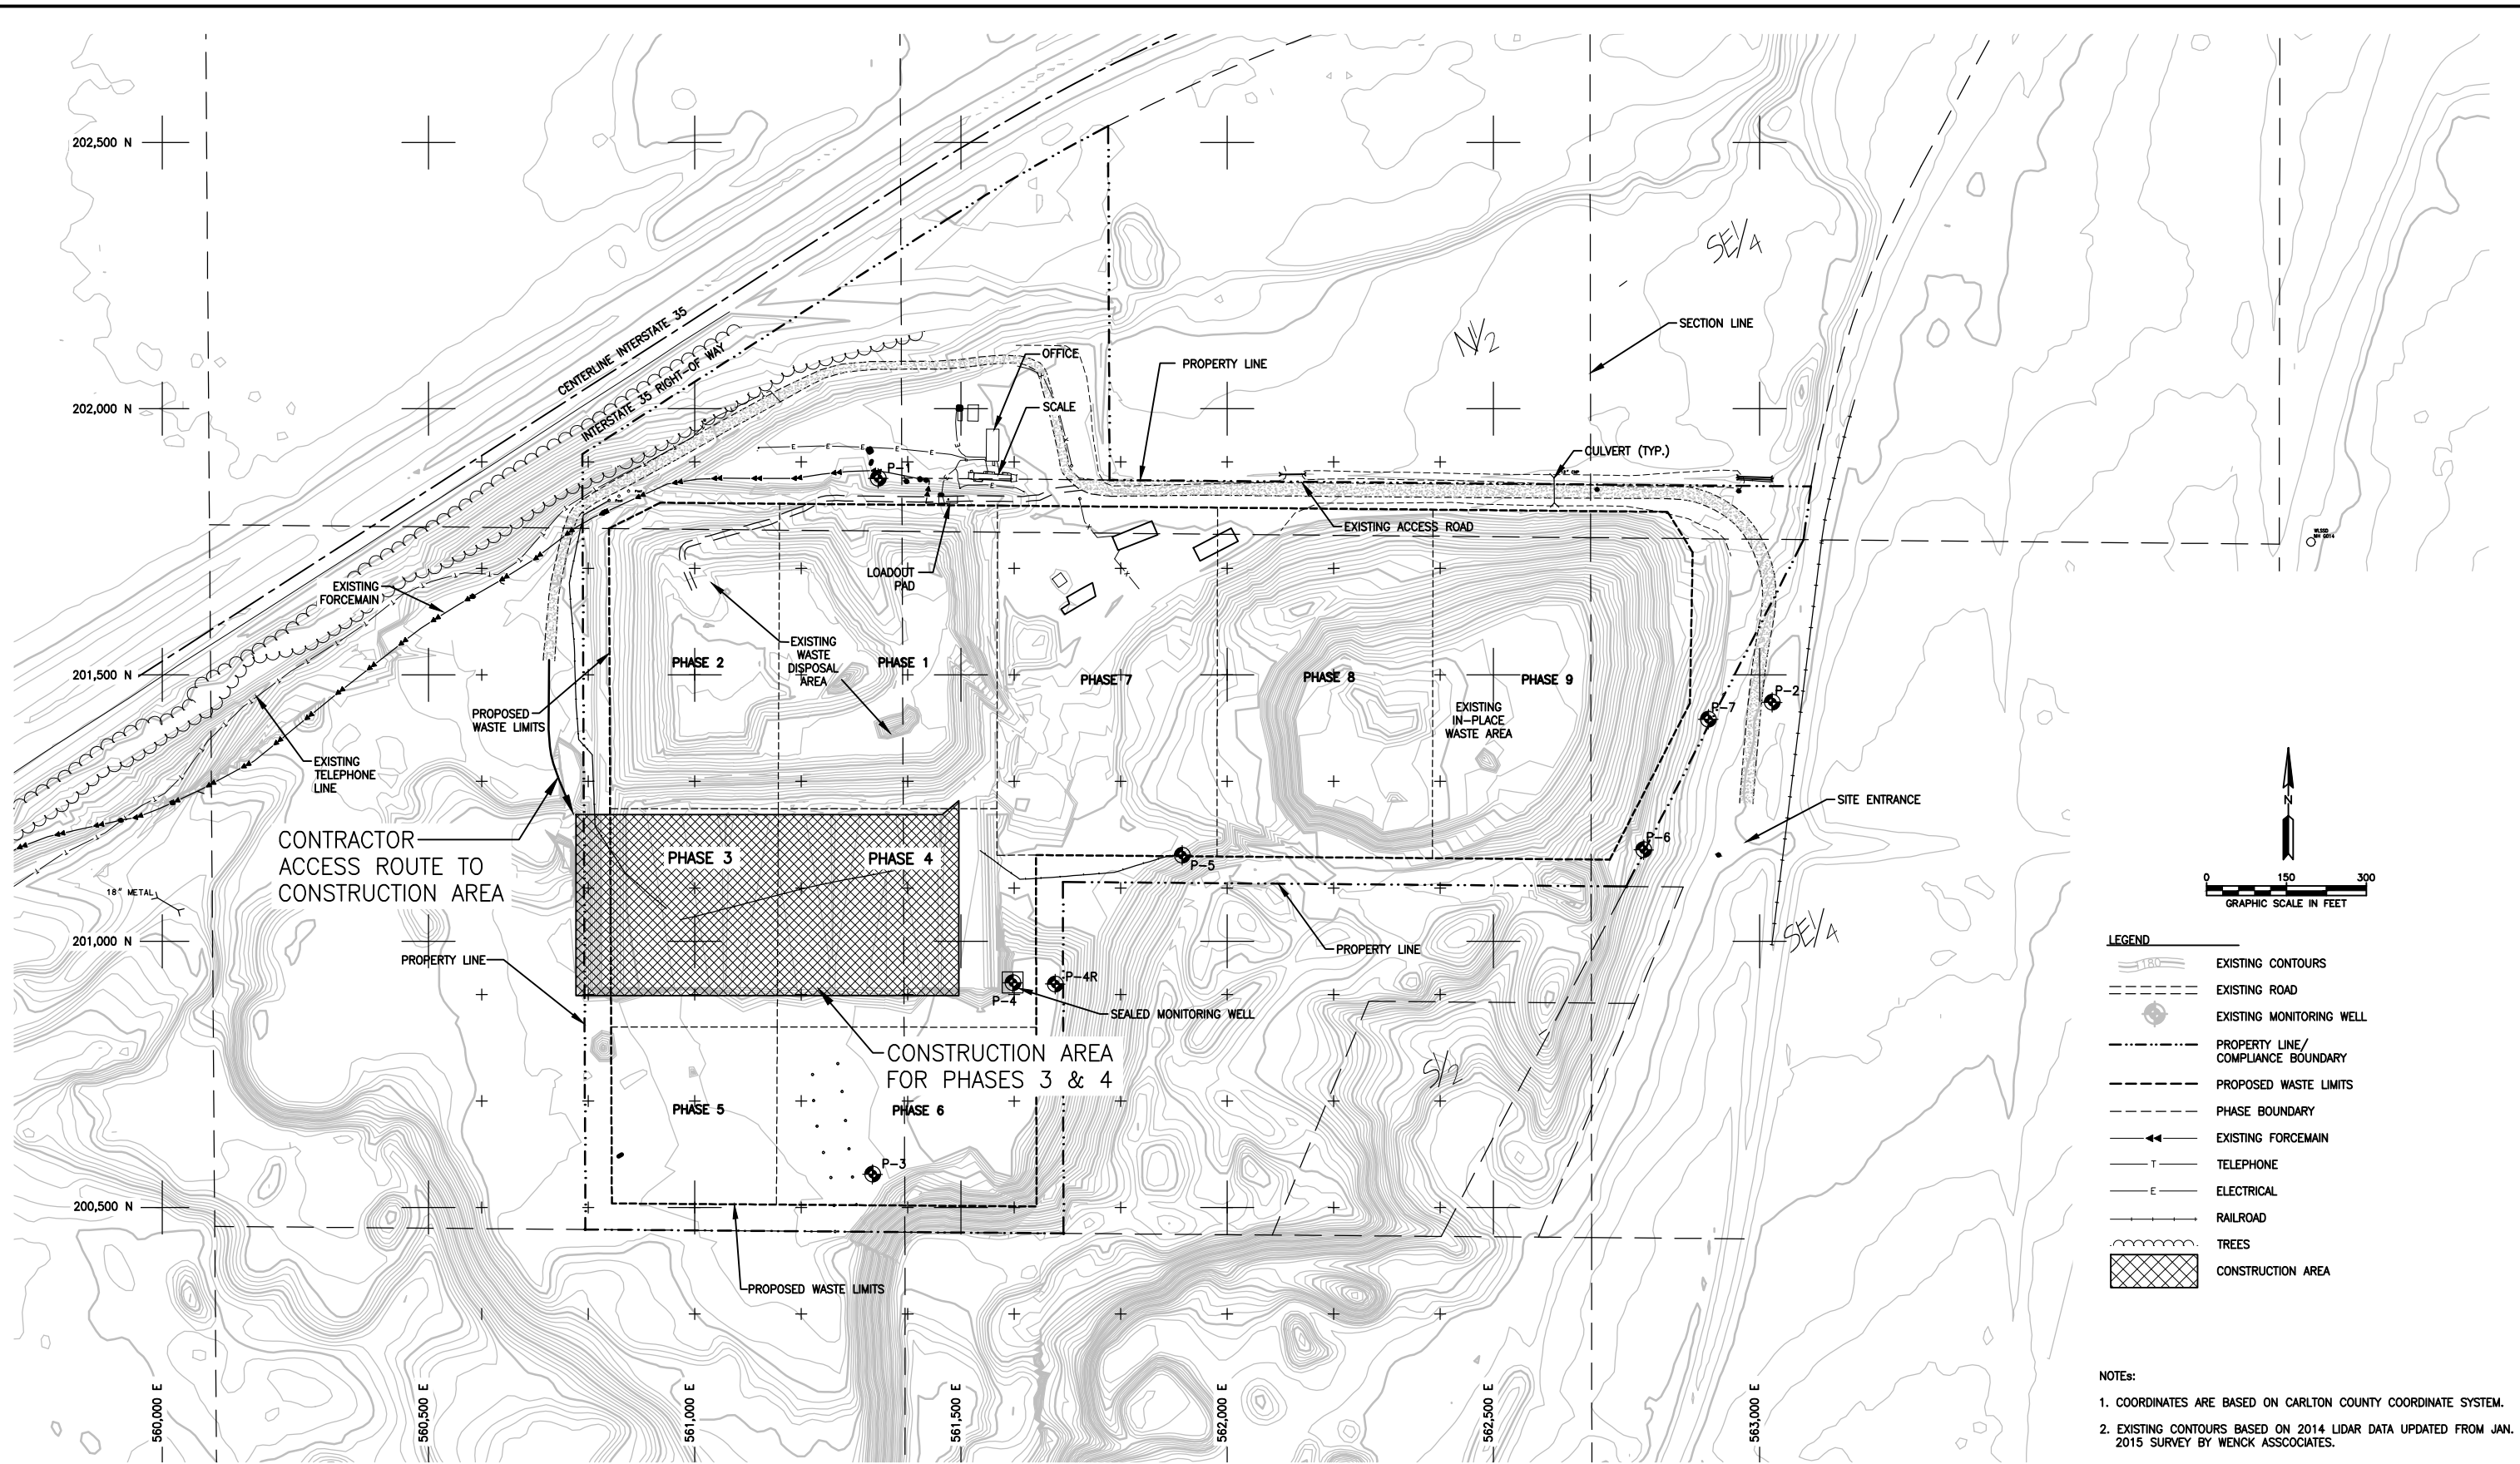 202,500 N
SE1/4
N1/2
SECTION LINE
CENTERLINE INTERSTATE 35
INTERSTATE 35 RIGHT-OF WAY
OFFICE
PROPERTY LINE
202,000 N
SCALE
P-1
CULVERT (TYP.)
EXISTING ACCESS ROAD
WLSSD
MH G014
EXISTING
FORCEMAIN
LOADOUT
PAD
EXISTING
WASTE
DISPOSAL
AREA
PHASE 2
PHASE 1
201,500 N
PHASE 7
PHASE 8
PHASE 9
P-2
P-7
PROPOSED
WASTE LIMITS
EXISTING
IN-PLACE
WASTE AREA
EXISTING
TELEPHONE
LINE
SITE ENTRANCE
N
CONTRACTOR
ACCESS ROUTE TO
CONSTRUCTION AREA
PHASE 3
PHASE 4
P-5
P-6
18" METAL
0 150 300
GRAPHIC SCALE IN FEET
201,000 N
PROPERTY LINE
PROPERTY LINE
SE1/4
P-4
P-4R
SEALED MONITORING WELL
CONSTRUCTION AREA
FOR PHASES 3 & 4
S1/2
PHASE 5
PHASE 6
P-3
200,500 N
PROPOSED WASTE LIMITS
560,000 E
560,500 E
561,000 E
561,500 E
562,000 E
562,500 E
563,000 E
LEGEND
1180
EXISTING CONTOURS
EXISTING ROAD
EXISTING MONITORING WELL
PROPERTY LINE/
COMPLIANCE BOUNDARY
PROPOSED WASTE LIMITS
PHASE BOUNDARY
EXISTING FORCEMAIN
T TELEPHONE
E ELECTRICAL
RAILROAD
TREES
CONSTRUCTION AREA
NOTEs:
1. COORDINATES ARE BASED ON CARLTON COUNTY COORDINATE SYSTEM.
2. EXISTING CONTOURS BASED ON 2014 LIDAR DATA UPDATED FROM JAN.
2015 SURVEY BY WENCK ASSCOCIATES.